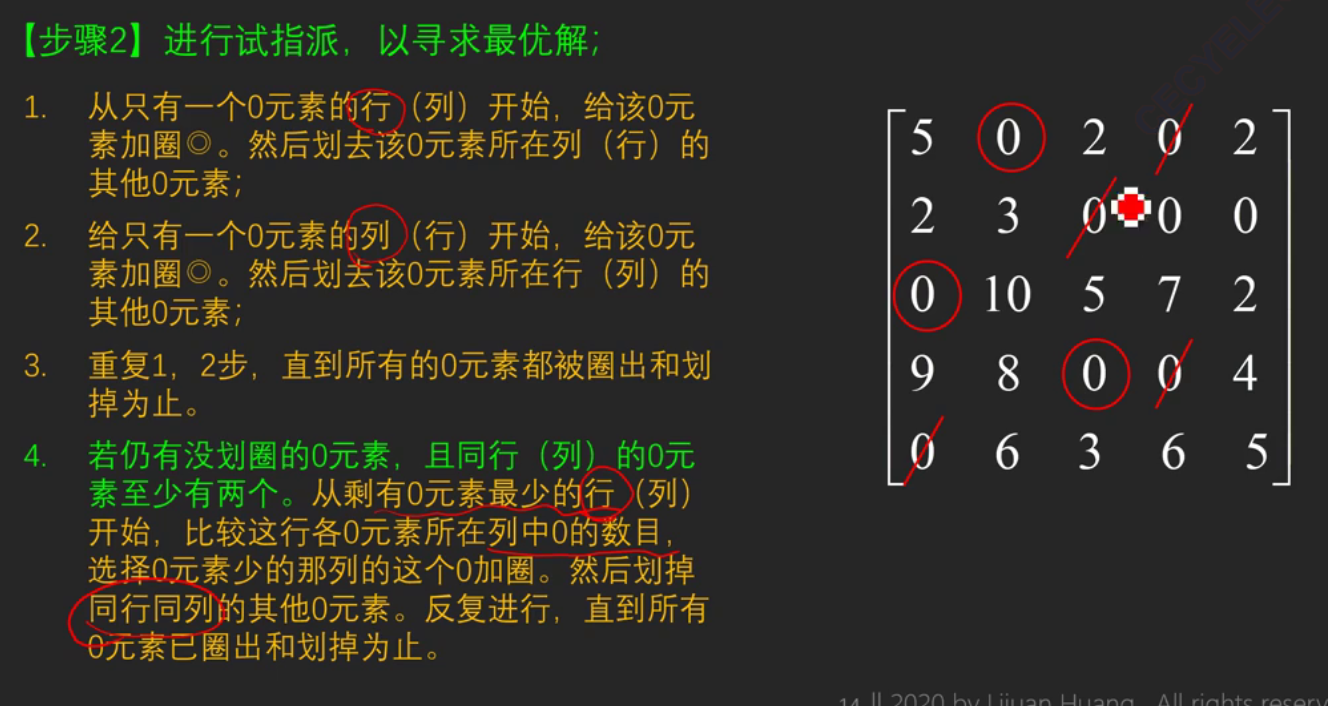 【步骤2】进行试指派，以寻求最优解；
1. 从只有一个0元素的行（列）开始，给该0元
素加圈◎。然后划去该0元素所在列（行）的
其他0元素；
2. 给只有一个0元素的列（行）开始，给该0元
素加圈◎。然后划去该0元素所在行（列）的
其他0元素；
3. 重复1，2步，直到所有的0元素都被圈出和划
掉为止。
4. 若仍有没划圈的0元素，且同行（列）的0元
素至少有两个。从剩有0元素最少的行（列）
开始，比较这行各0元素所在列中0的数目，
选择0元素少的那列的这个0加圈。然后划掉
同行同列的其他0元素。反复进行，直到所有
0元素已圈出和划掉为止。
5 0 2 0 2
2 3 0 0 0
0 10 5 7 2
9 8 0 0 4
0 6 3 6 5
2020 by Lijuan Huang All rights reserv